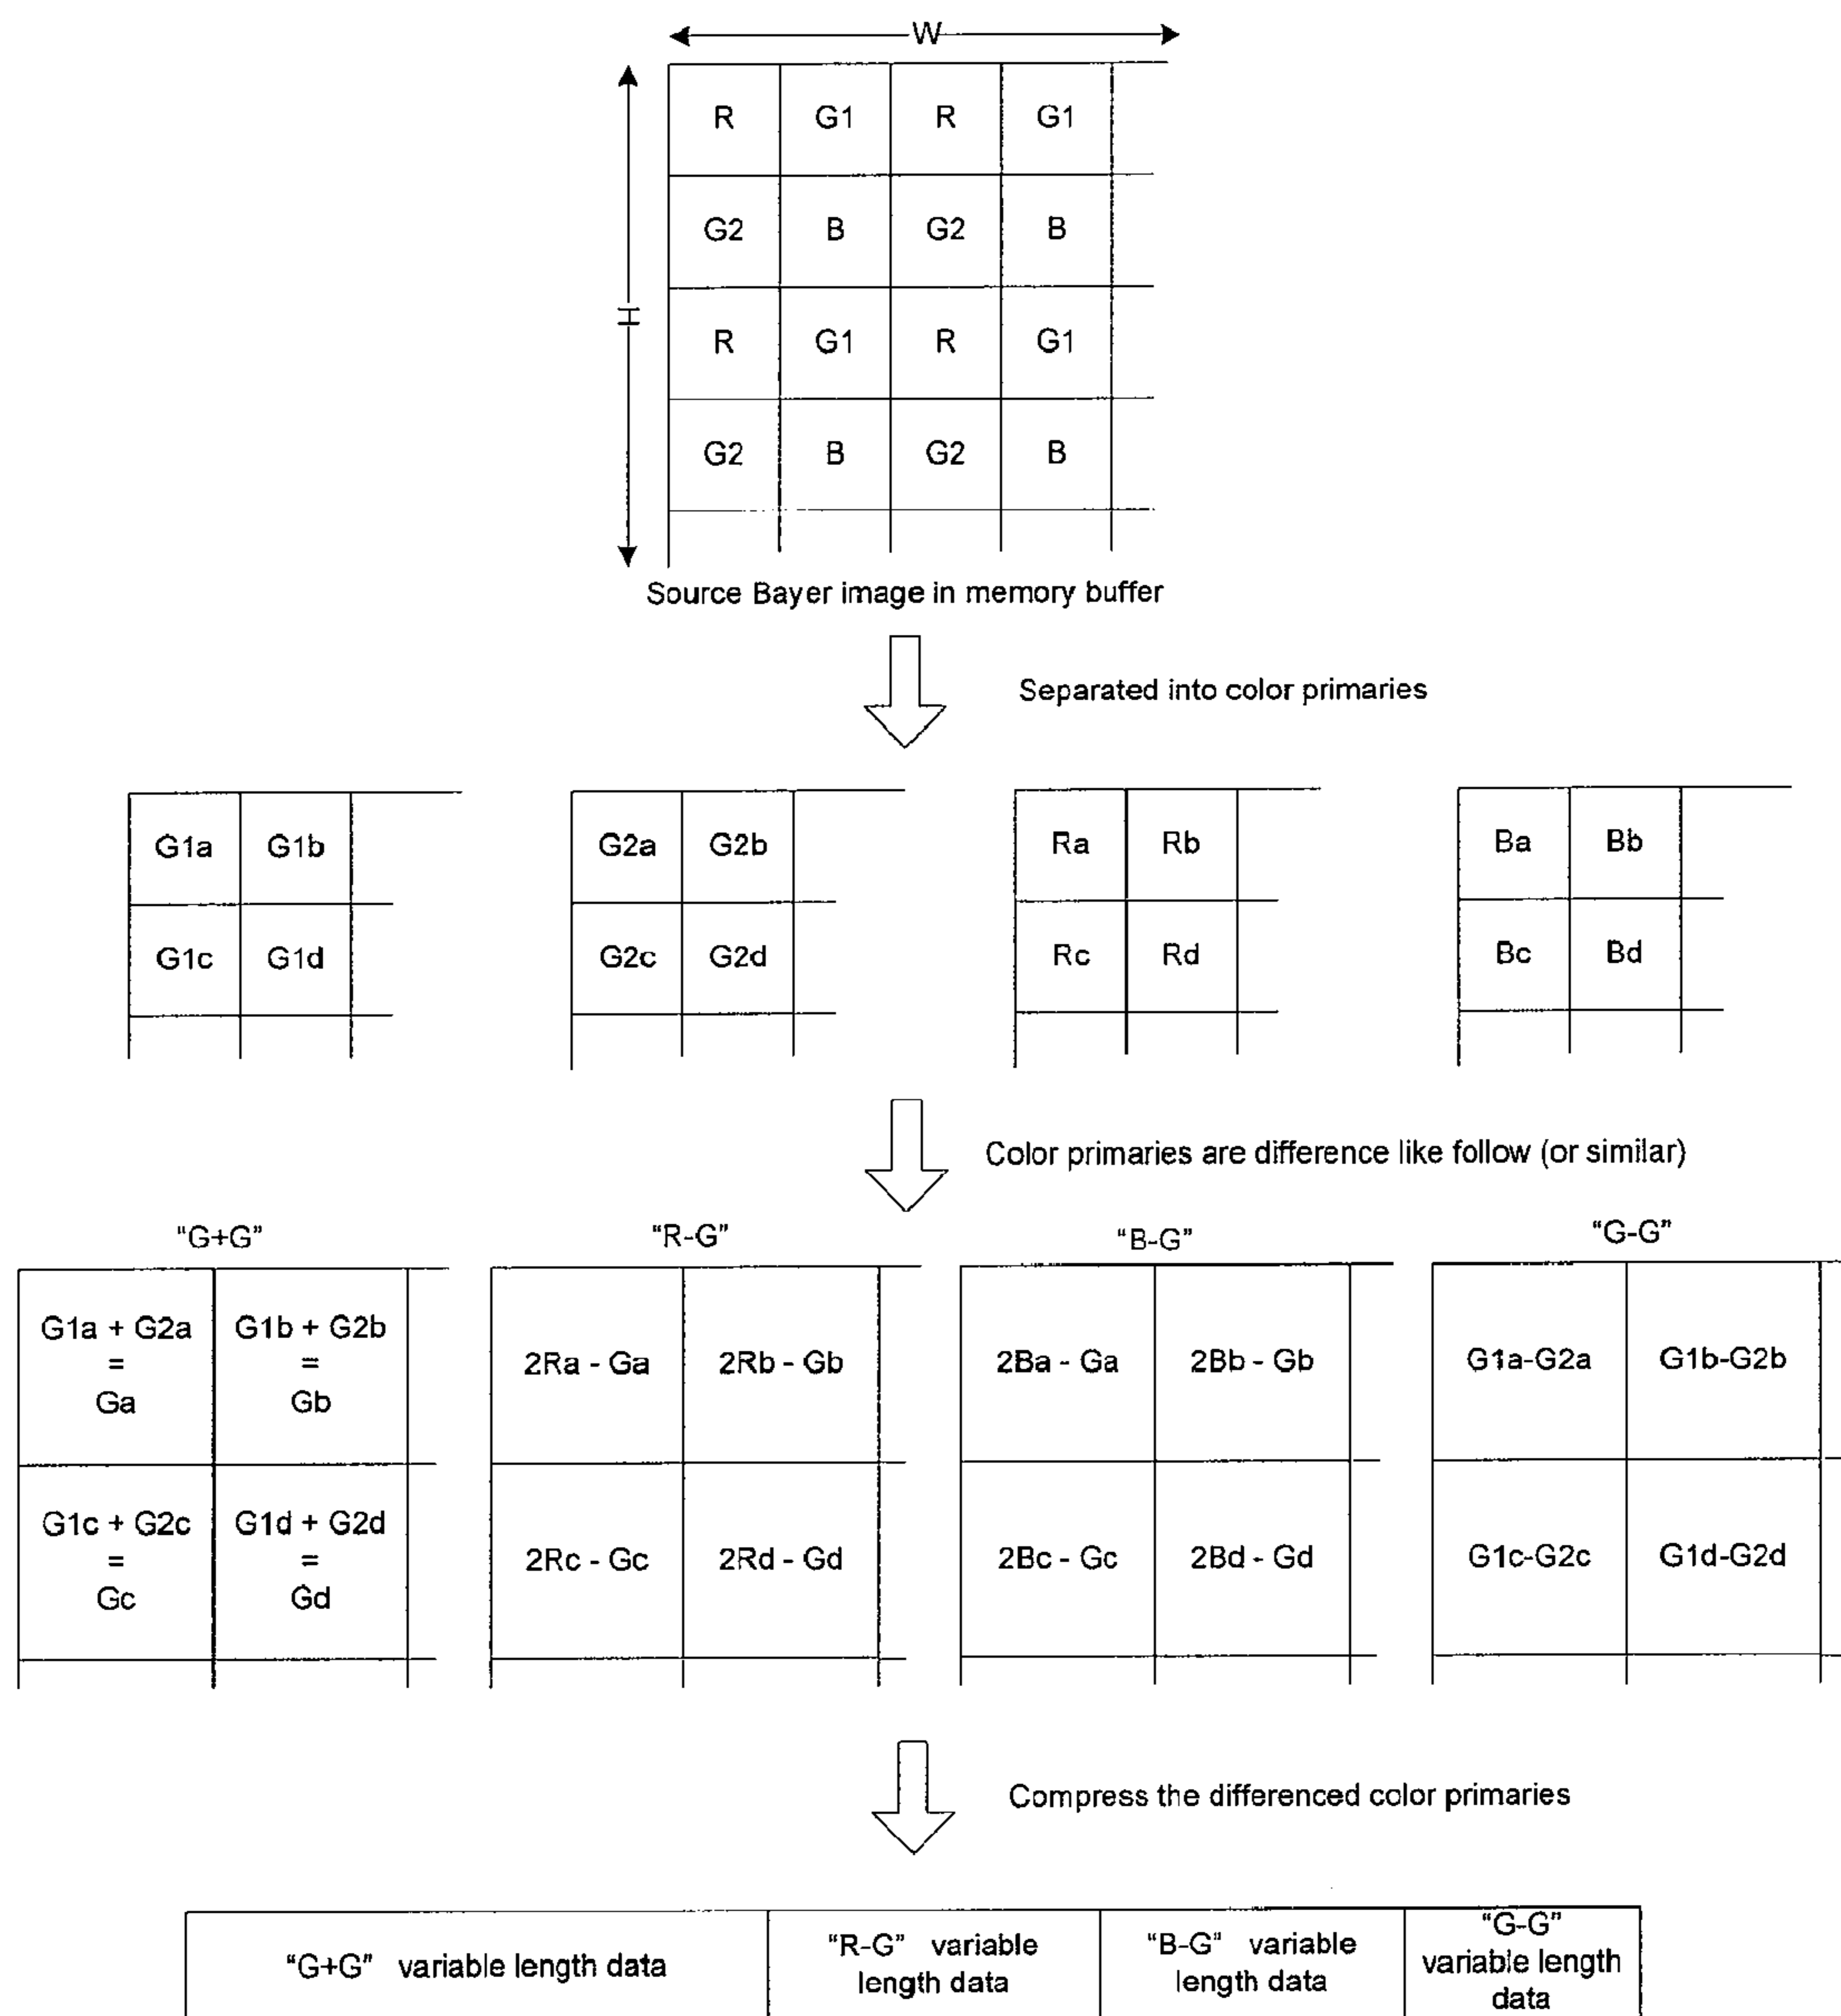 W
R G1 R G1
G2 B G2 B
H
R G1 R G1
G2 B G2 B
Source Bayer image in memory buffer
Separated into color primaries
G1a G1b G2a G2b Ra Rb Ba Bb
G1c G1d G2c G2d Rc Rd Bc Bd
Color primaries are difference like follow (or similar)
“G+G” “R-G” “B-G” “G-G”
G1a + G2a
=
Ga
G1b + G2b
=
Gb
2Ra - Ga 2Rb - Gb 2Ba - Ga 2Bb - Gb G1a-G2a G1b-G2b
G1c + G2c
=
Gc
G1d + G2d
=
Gd
2Rc - Gc 2Rd - Gd 2Bc - Gc 2Bd - Gd G1c-G2c G1d-G2d
Compress the differenced color primaries
“G+G” variable length data
“R-G” variable
length data
“B-G” variable
length data
“G-G”
variable length
data